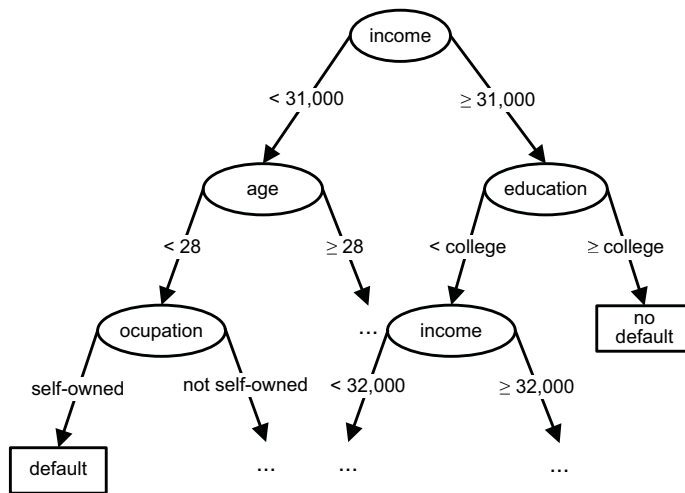 income
< 31,000
≥ 31,000
age
education
< 28
≥ 28
< college
≥ college
ocupation
...
income
no
default
self-owned
not self-owned
< 32,000
≥ 32,000
default
...
...
...